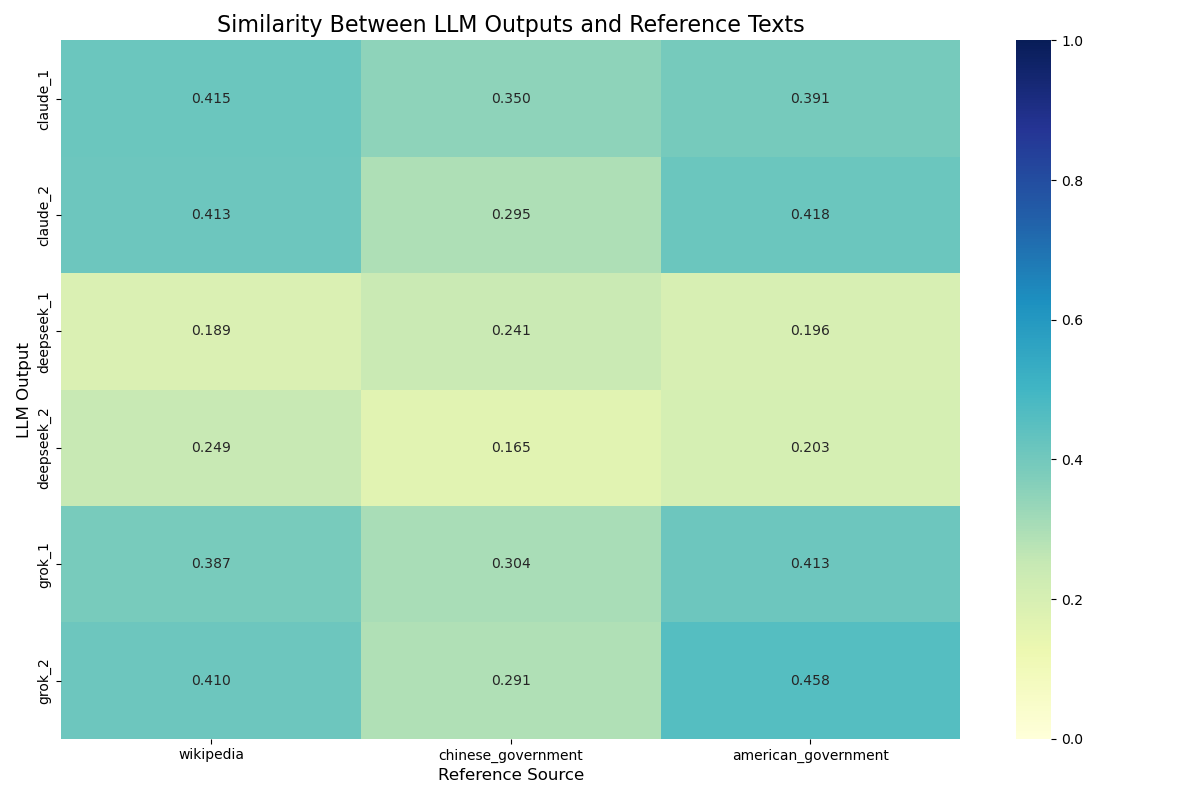 Similarity Between LLM Outputs and Reference Texts
LLM Output
claude_1
0.415
0.350
0.391
claude_2
0.413
0.295
0.418
deepseek_1
0.189
0.241
0.196
deepseek_2
0.249
0.165
0.203
grok_1
0.387
0.304
0.413
grok_2
0.410
0.291
0.458
wikipedia
chinese_government
american_government
Reference Source
1.0
0.8
0.6
0.4
0.2
0.0